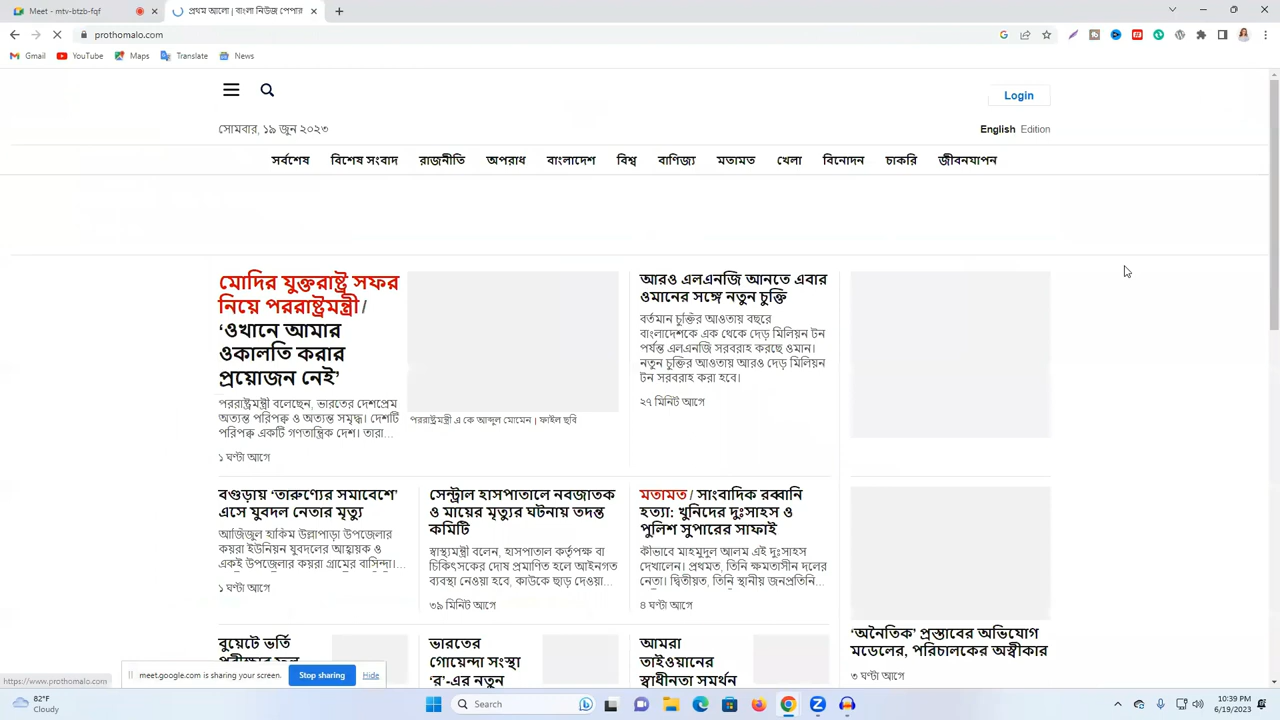 Meet - mtv-btzb-fqf
প্রথম আলো | বাংলা নিউজ পেপার
prothomalo.com
Gmail YouTube Maps Translate News
Login
সোমবার, ১৯ জুন ২০২৩
English Edition
সর্বশেষ বিশেষ সংবাদ রাজনীতি অপরাধ বাংলাদেশ বিশ্ব বাণিজ্য মতামত খেলা বিনোদন চাকরি জীবনযাপন
মোদির যুক্তরাষ্ট্র সফর
নিয়ে পররাষ্ট্রমন্ত্রী /
‘ওখানে আমার
ওকালতি করার
প্রয়োজন নেই’
পররাষ্ট্রমন্ত্রী বলেছেন, ভারতের দেশপ্রেম
অত্যন্ত পরিপক্ব ও অত্যন্ত সমৃদ্ধ। দেশটি
পরিপক্ব একটি গণতান্ত্রিক দেশ। তারা...
১ ঘণ্টা আগে
পররাষ্ট্রমন্ত্রী এ কে আব্দুল মোমেন | ফাইল ছবি
আরও এলএনজি আনতে এবার
ওমানের সঙ্গে নতুন চুক্তি
বর্তমান চুক্তির আওতায় বছরে
বাংলাদেশকে এক থেকে দেড় মিলিয়ন টন
পর্যন্ত এলএনজি সরবরাহ করছে ওমান।
নতুন চুক্তির আওতায় আরও দেড় মিলিয়ন
টন সরবরাহ করা হবে।
২৭ মিনিট আগে
বগুড়ায় ‘তারুণ্যের সমাবেশে’
এসে যুবদল নেতার মৃত্যু
আজিজুল হাকিম উল্লাপাড়া উপজেলার
কয়রা ইউনিয়ন যুবদলের আহ্বায়ক ও
একই উপজেলার কয়রা গ্রামের বাসিন্দা।...
১ ঘণ্টা আগে
সেন্ট্রাল হাসপাতালে নবজাতক
ও মায়ের মৃত্যুর ঘটনায় তদন্ত
কমিটি
স্বাস্থ্যমন্ত্রী বলেন, হাসপাতাল কর্তৃপক্ষ বা
চিকিৎসকের দোষ প্রমাণিত হলে আইনগত
ব্যবস্থা নেওয়া হবে, কাউকে ছাড় দেওয়া...
৩৯ মিনিট আগে
মতামত / সাংবাদিক রব্বানি
হত্যা: খুনিদের দুঃসাহস ও
পুলিশ সুপারের সাফাই
কীভাবে মাহমুদুল আলম এই দুঃসাহস
দেখালেন। প্রথমত, তিনি ক্ষমতাসীন দলের
নেতা। দ্বিতীয়ত, তিনি স্থানীয় জনপ্রতিনি...
৪ ঘণ্টা আগে
‘অনৈতিক’ প্রস্তাবের অভিযোগ
মডেলের, পরিচালকের অস্বীকার
৩ ঘণ্টা আগে
বুয়েটে ভর্তি
পরীক্ষার ফল
ভারতের
গোয়েন্দা সংস্থা
‘র’-এর নতুন
আমরা
তাইওয়ানের
স্বাধীনতা সমর্থন
meet.google.com is sharing your screen. Stop sharing Hide
https://www.prothomalo.com
82°F
Cloudy
Search
10:39 PM
6/19/2023